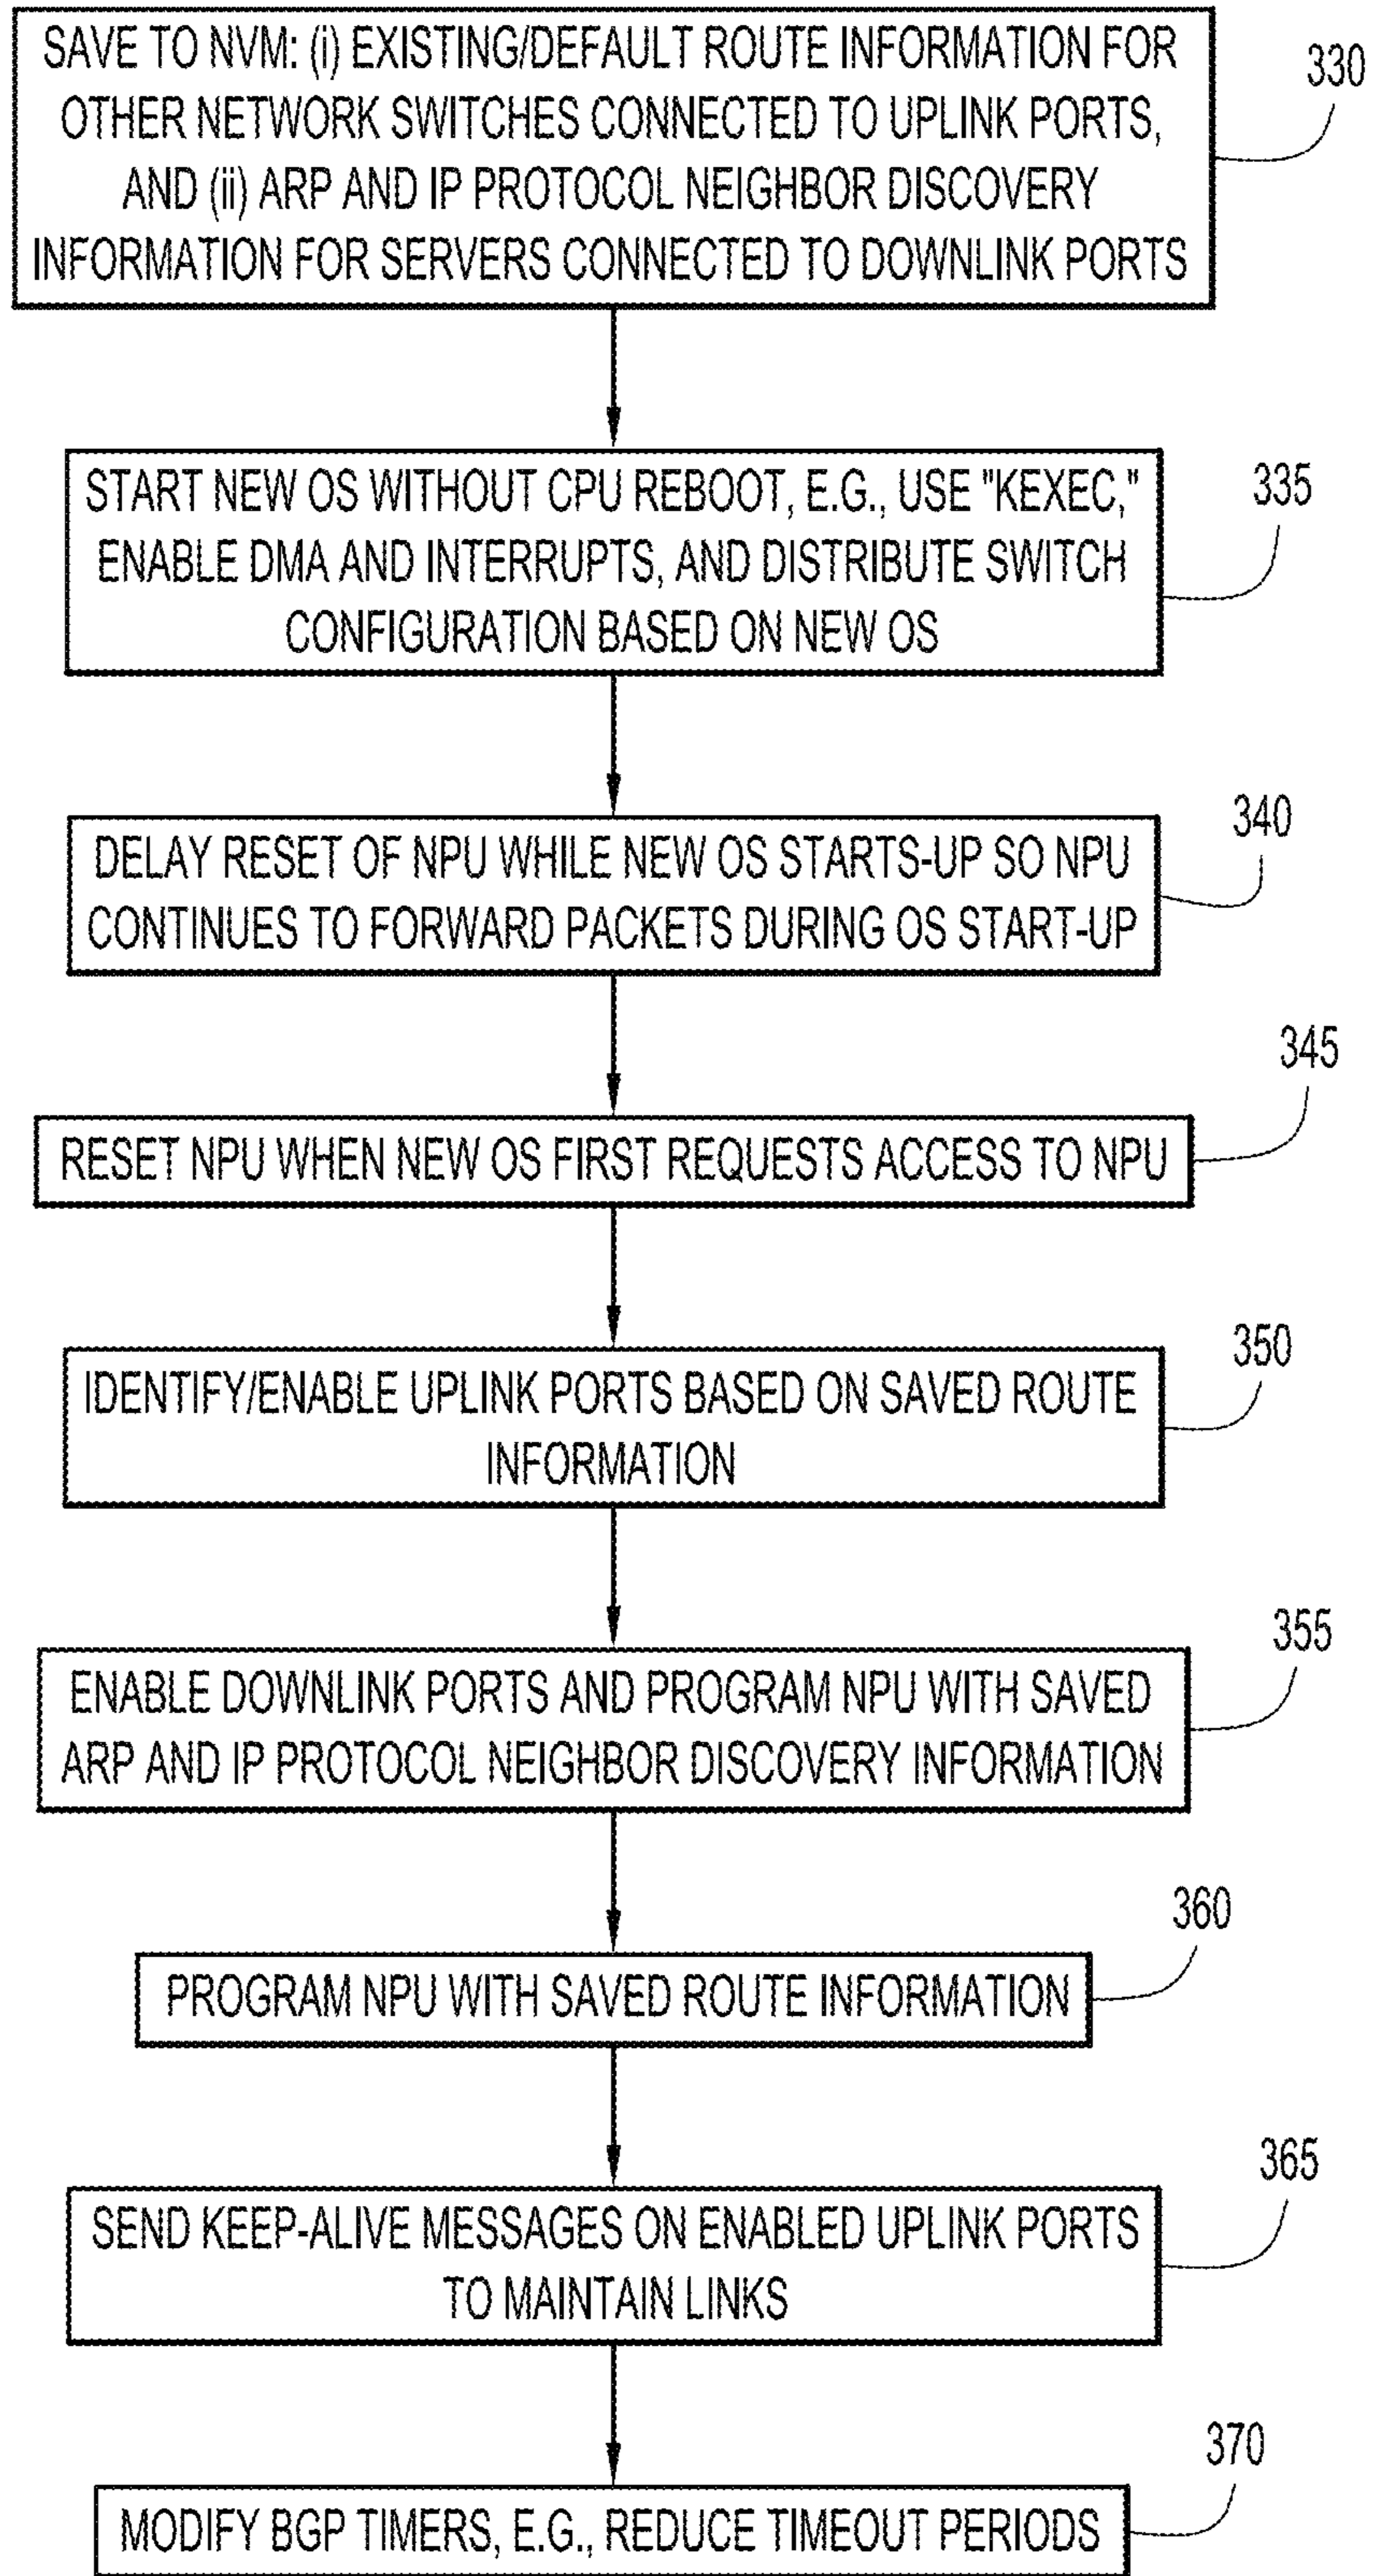 SAVE TO NVM: (i) EXISTING/DEFAULT ROUTE INFORMATION FOR
OTHER NETWORK SWITCHES CONNECTED TO UPLINK PORTS,
AND (ii) ARP AND IP PROTOCOL NEIGHBOR DISCOVERY
INFORMATION FOR SERVERS CONNECTED TO DOWNLINK PORTS
330
START NEW OS WITHOUT CPU REBOOT, E.G., USE "KEXEC,"
ENABLE DMA AND INTERRUPTS, AND DISTRIBUTE SWITCH
CONFIGURATION BASED ON NEW OS
335
DELAY RESET OF NPU WHILE NEW OS STARTS-UP SO NPU
CONTINUES TO FORWARD PACKETS DURING OS START-UP
340
RESET NPU WHEN NEW OS FIRST REQUESTS ACCESS TO NPU
345
IDENTIFY/ENABLE UPLINK PORTS BASED ON SAVED ROUTE
INFORMATION
350
ENABLE DOWNLINK PORTS AND PROGRAM NPU WITH SAVED
ARP AND IP PROTOCOL NEIGHBOR DISCOVERY INFORMATION
355
PROGRAM NPU WITH SAVED ROUTE INFORMATION
360
SEND KEEP-ALIVE MESSAGES ON ENABLED UPLINK PORTS
TO MAINTAIN LINKS
365
MODIFY BGP TIMERS, E.G., REDUCE TIMEOUT PERIODS
370